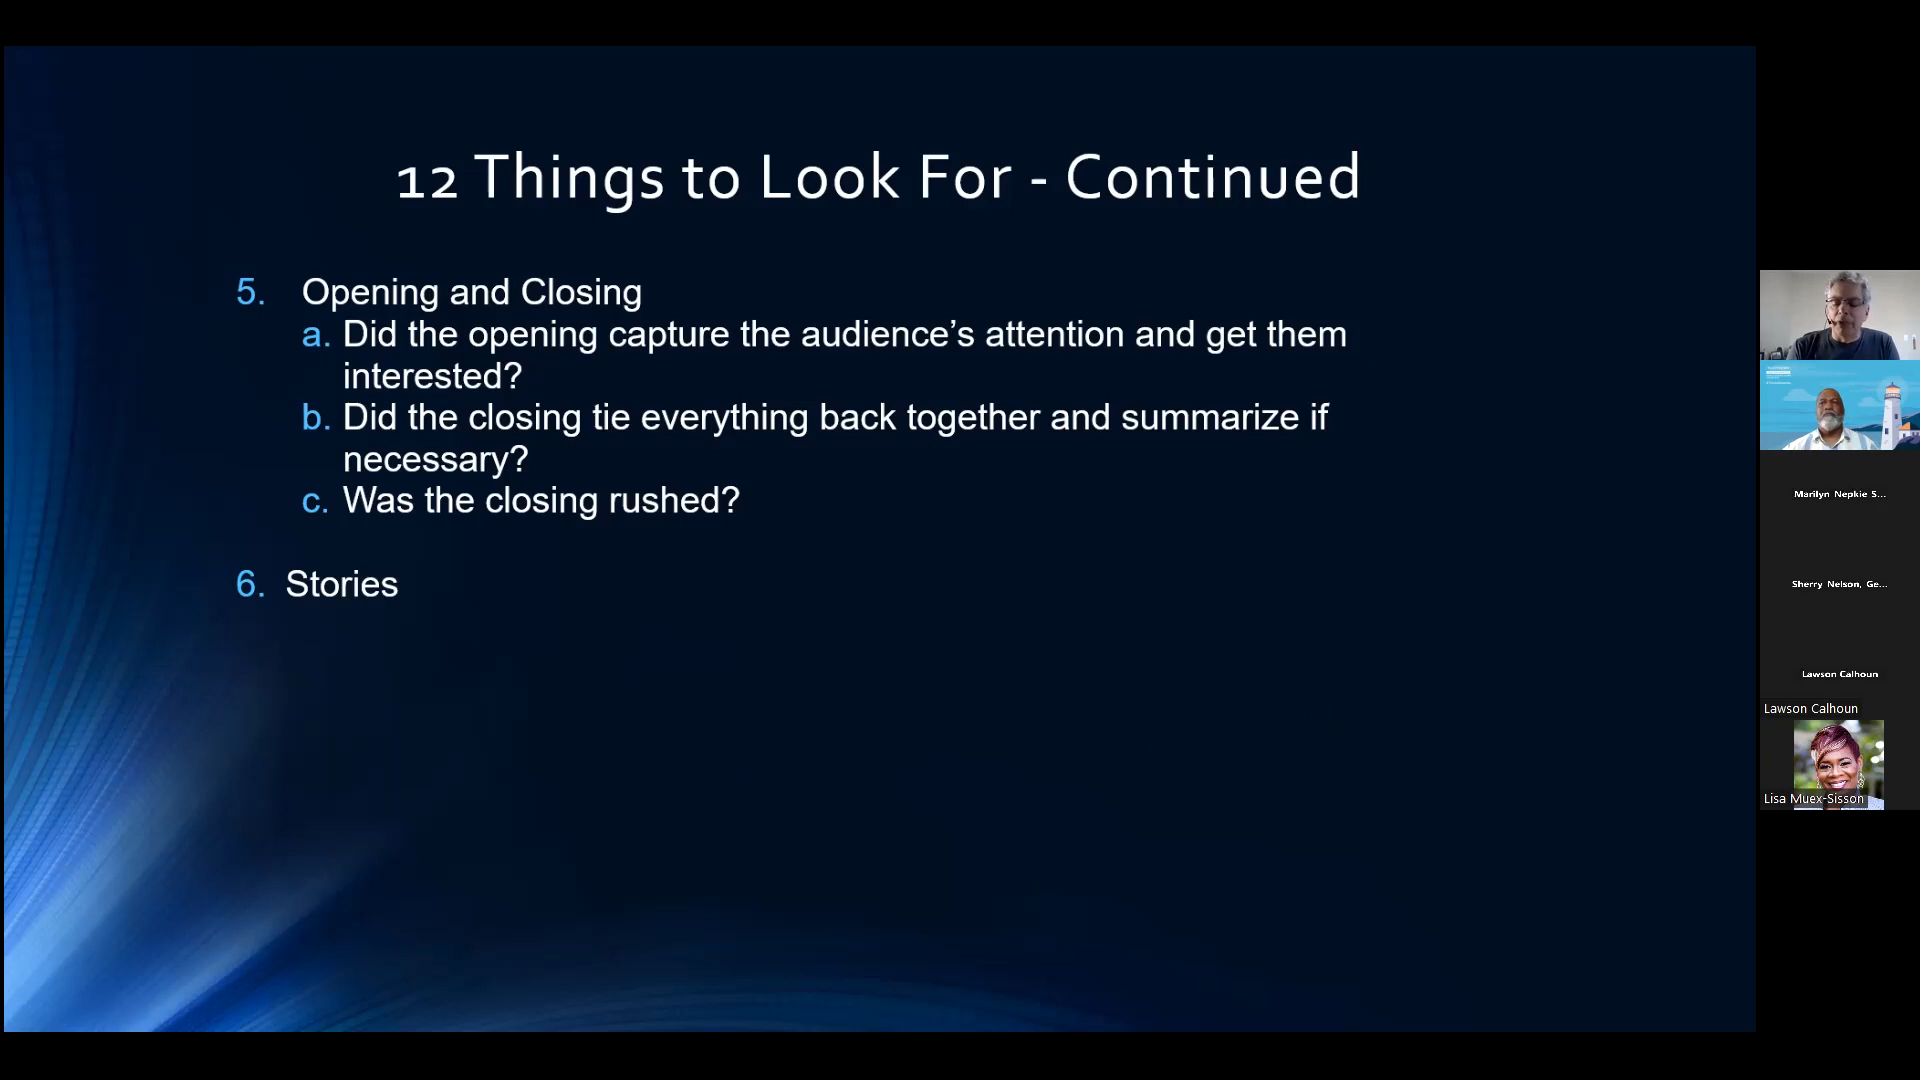 12 Things to Look For - Continued
5. Opening and Closing
a. Did the opening capture the audience’s attention and get them
interested?
b. Did the closing tie everything back together and summarize if
necessary?
c. Was the closing rushed?
6. Stories
Marilyn Nepkie S...
Sherry Nelson, Ge...
Lawson Calhoun
Lawson Calhoun
Lisa Muex-Sisson